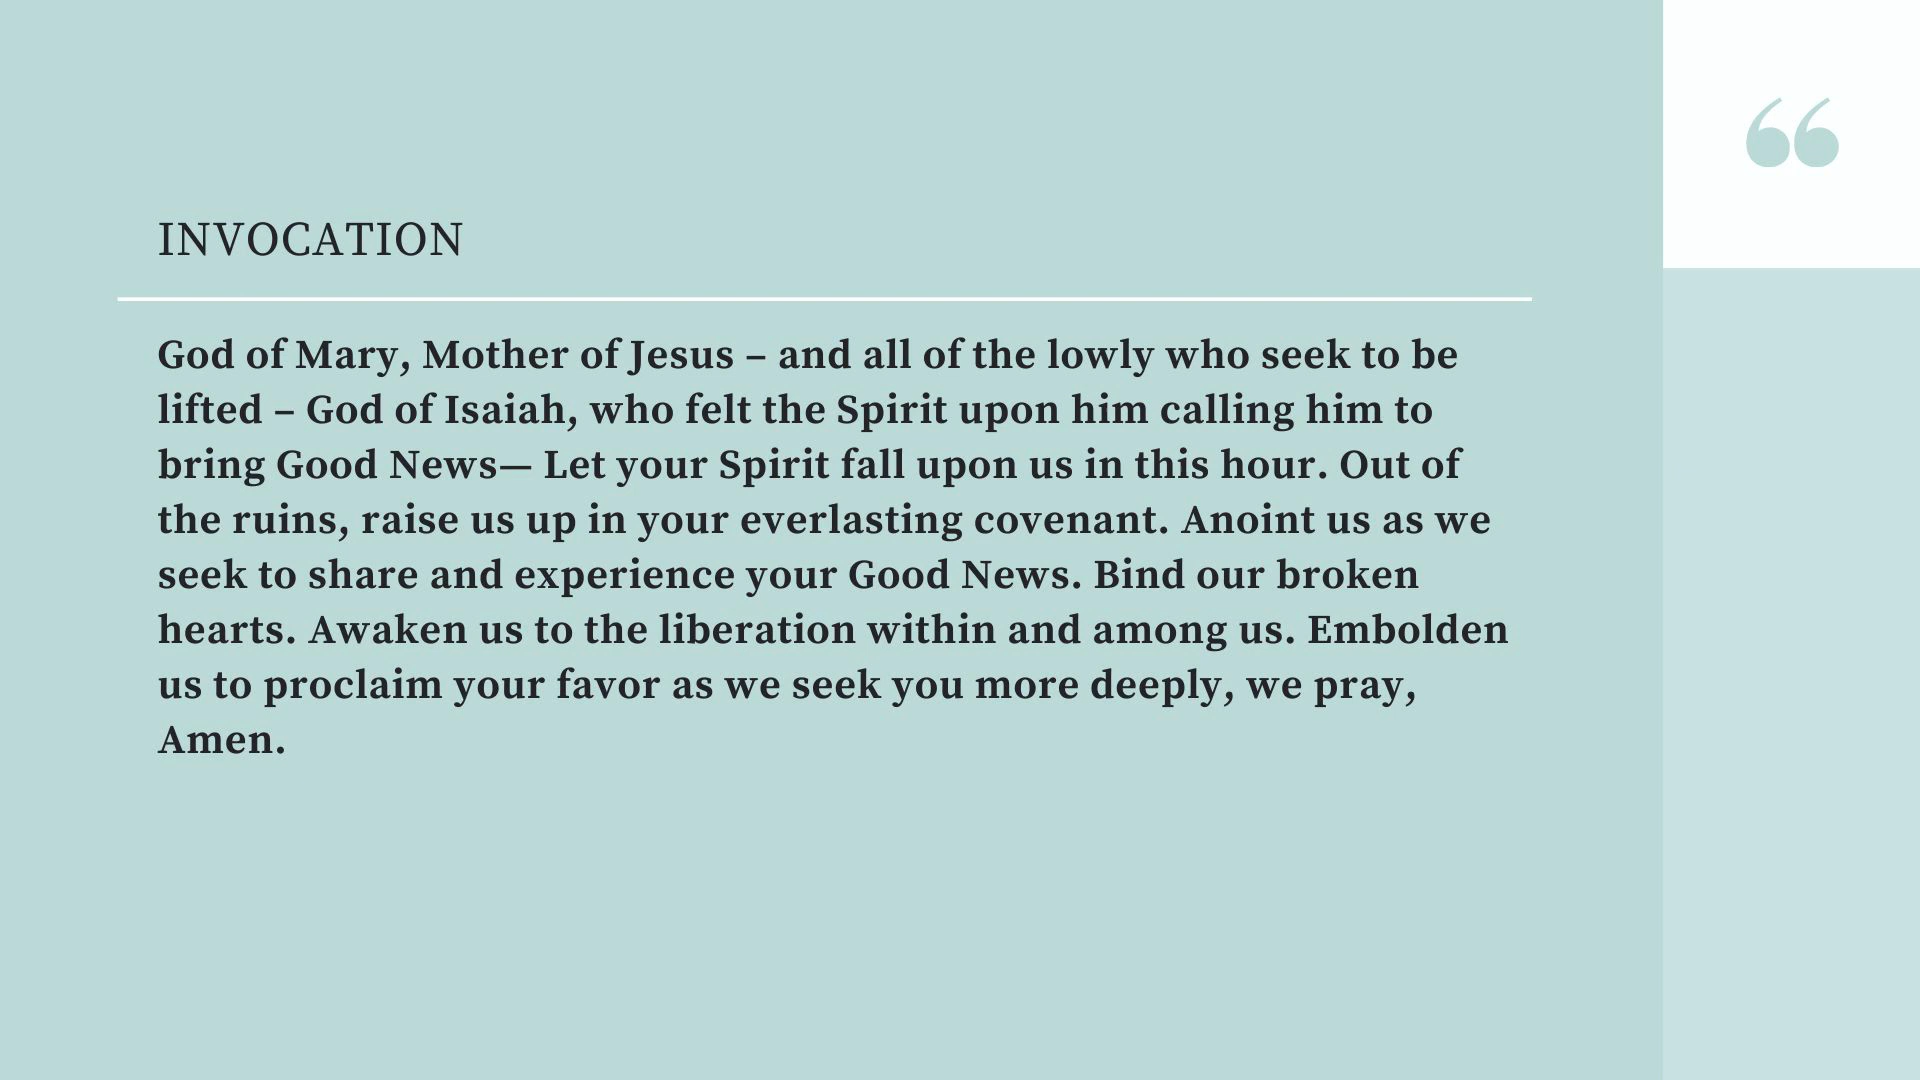 “
INVOCATION
God of Mary, Mother of Jesus – and all of the lowly who seek to be
lifted – God of Isaiah, who felt the Spirit upon him calling him to
bring Good News— Let your Spirit fall upon us in this hour. Out of
the ruins, raise us up in your everlasting covenant. Anoint us as we
seek to share and experience your Good News. Bind our broken
hearts. Awaken us to the liberation within and among us. Embolden
us to proclaim your favor as we seek you more deeply, we pray,
Amen.